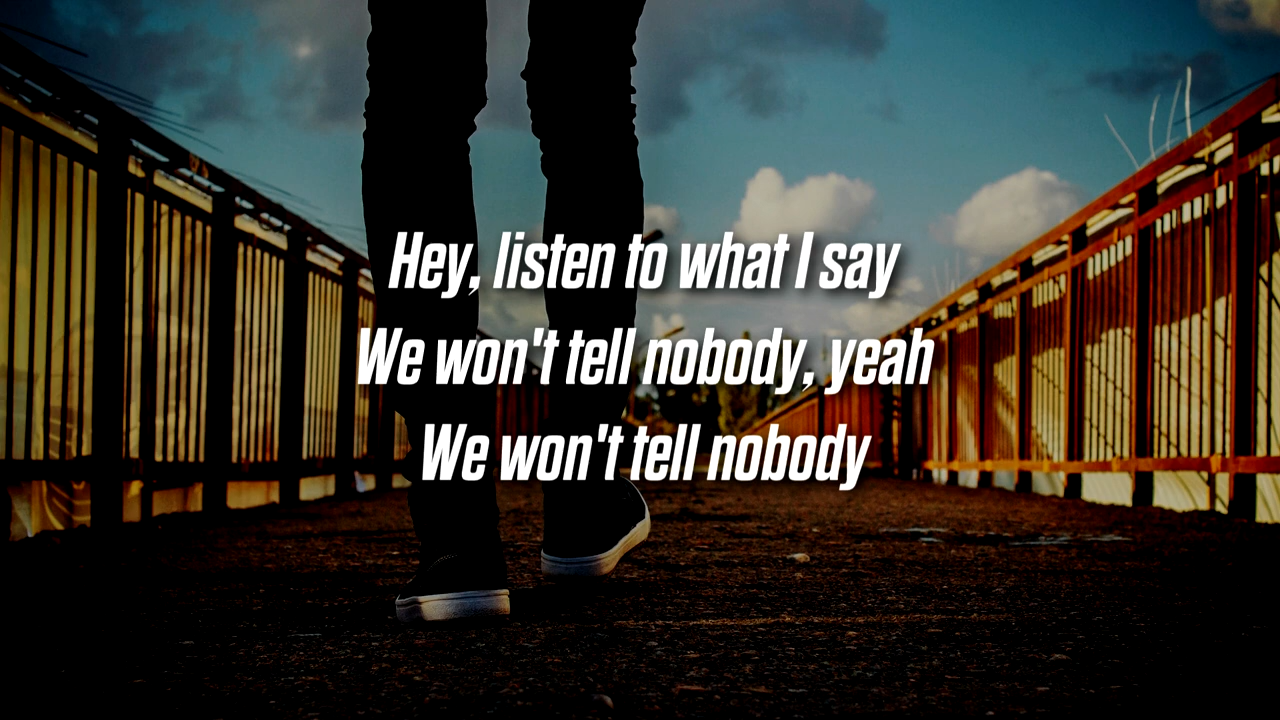 Hey, listen to what I say
We won't tell nobody, yeah
We won't tell nobody